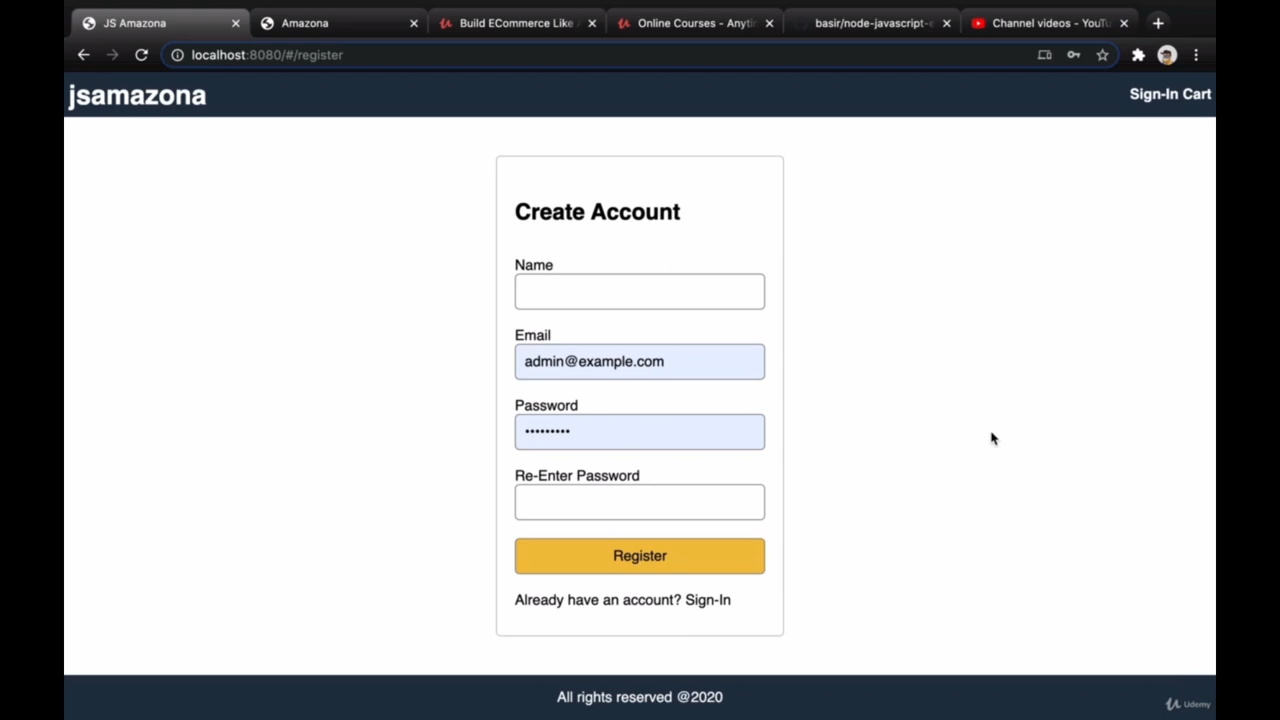 JS Amazona
Amazona
Build ECommerce Like
Online Courses - Anyti
basir/node-javascript-e
Channel videos - YouTu
localhost:8080/#/register
jsamazona
Sign-In Cart
Create Account
Name
Email
admin@example.com
Password
•••••••••
Re-Enter Password
Register
Already have an account? Sign-In
All rights reserved @2020
Udemy